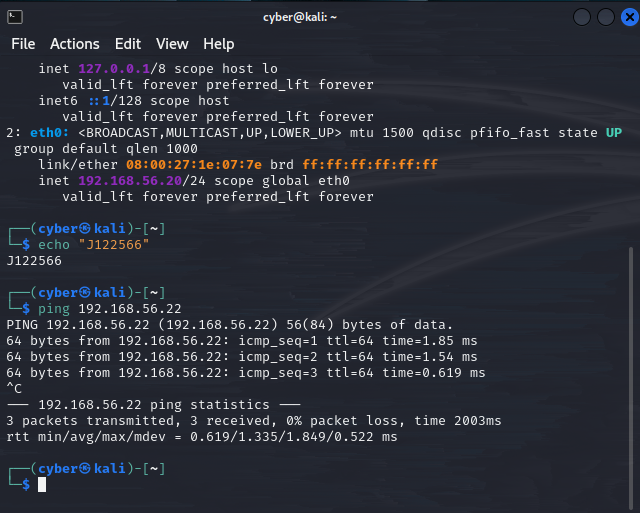 cyber@kali: ~
File Actions Edit View Help
inet 127.0.0.1/8 scope host lo
valid_lft forever preferred_lft forever
inet6 ::1/128 scope host
valid_lft forever preferred_lft forever
2: eth0: <BROADCAST,MULTICAST,UP,LOWER_UP> mtu 1500 qdisc pfifo_fast state UP
group default qlen 1000
link/ether 08:00:27:1e:07:7e brd ff:ff:ff:ff:ff:ff
inet 192.168.56.20/24 scope global eth0
valid_lft forever preferred_lft forever
┌──(cyber㉿kali)-[~]
└─$ echo "J122566"
J122566
┌──(cyber㉿kali)-[~]
└─$ ping 192.168.56.22
PING 192.168.56.22 (192.168.56.22) 56(84) bytes of data.
64 bytes from 192.168.56.22: icmp_seq=1 ttl=64 time=1.85 ms
64 bytes from 192.168.56.22: icmp_seq=2 ttl=64 time=1.54 ms
64 bytes from 192.168.56.22: icmp_seq=3 ttl=64 time=0.619 ms
^C
--- 192.168.56.22 ping statistics ---
3 packets transmitted, 3 received, 0% packet loss, time 2003ms
rtt min/avg/max/mdev = 0.619/1.335/1.849/0.522 ms
┌──(cyber㉿kali)-[~]
└─$